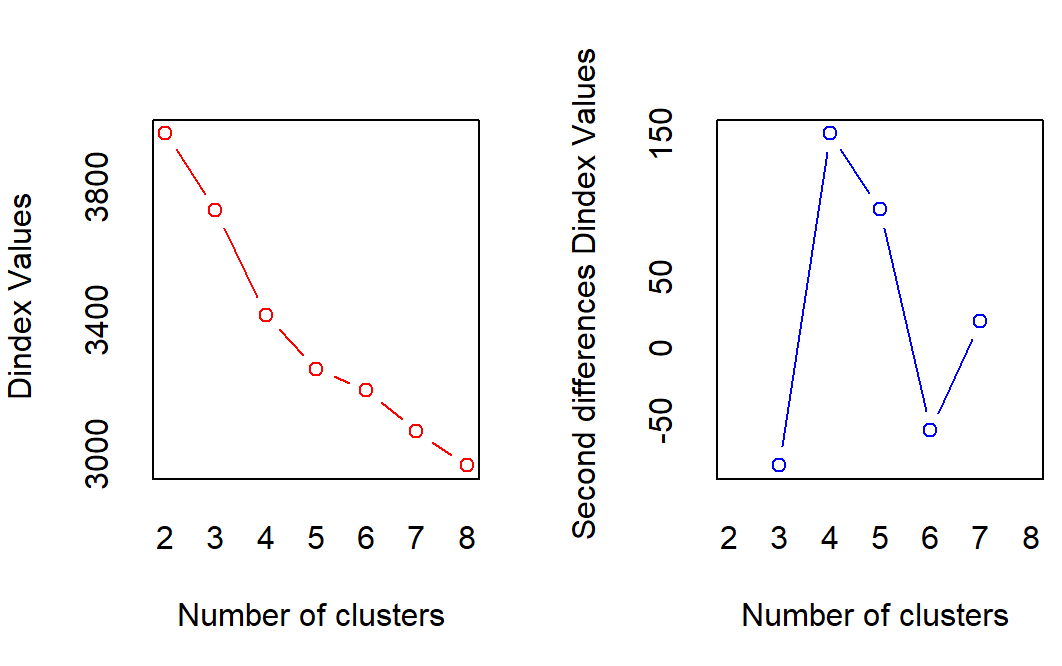 Dindex Values
3800
3400
3000
2 3 4 5 6 7 8
Number of clusters
Second differences Dindex Values
150
50
0
-50
2 3 4 5 6 7 8
Number of clusters